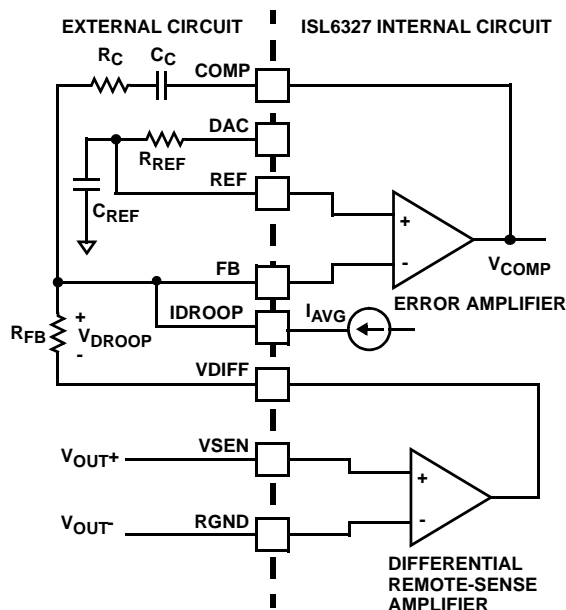 EXTERNAL CIRCUIT
ISL6327 INTERNAL CIRCUIT
RC
CC
COMP
DAC
RREF
REF
CREF
+
-
VCOMP
FB
ERROR AMPLIFIER
IDROOP
IAVG
RFB
+
VDROOP
-
VDIFF
VOUT+
VSEN
+
VOUT-
RGND
-
DIFFERENTIAL
REMOTE-SENSE
AMPLIFIER